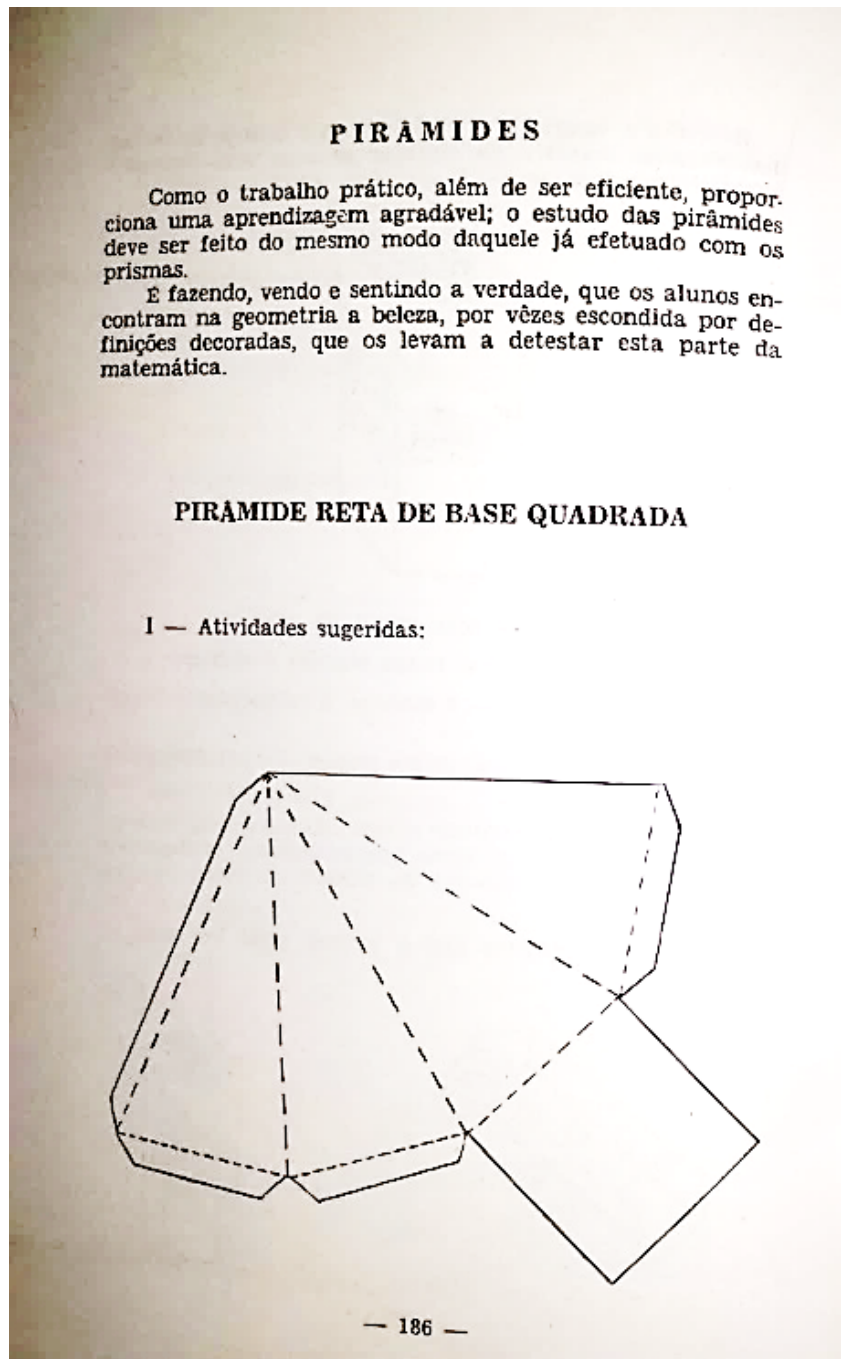 PIRÂMIDES
Como o trabalho prático, além de ser eficiente, propor-
ciona uma aprendizagem agradável; o estudo das pirâmides
deve ser feito do mesmo modo daquele já efetuado com os
prismas.
É fazendo, vendo e sentindo a verdade, que os alunos en-
contram na geometria a beleza, por vêzes escondida por de-
finições decoradas, que os levam a detestar esta parte da
matemática.
PIRÂMIDE RETA DE BASE QUADRADA
I — Atividades sugeridas:
— 186 —